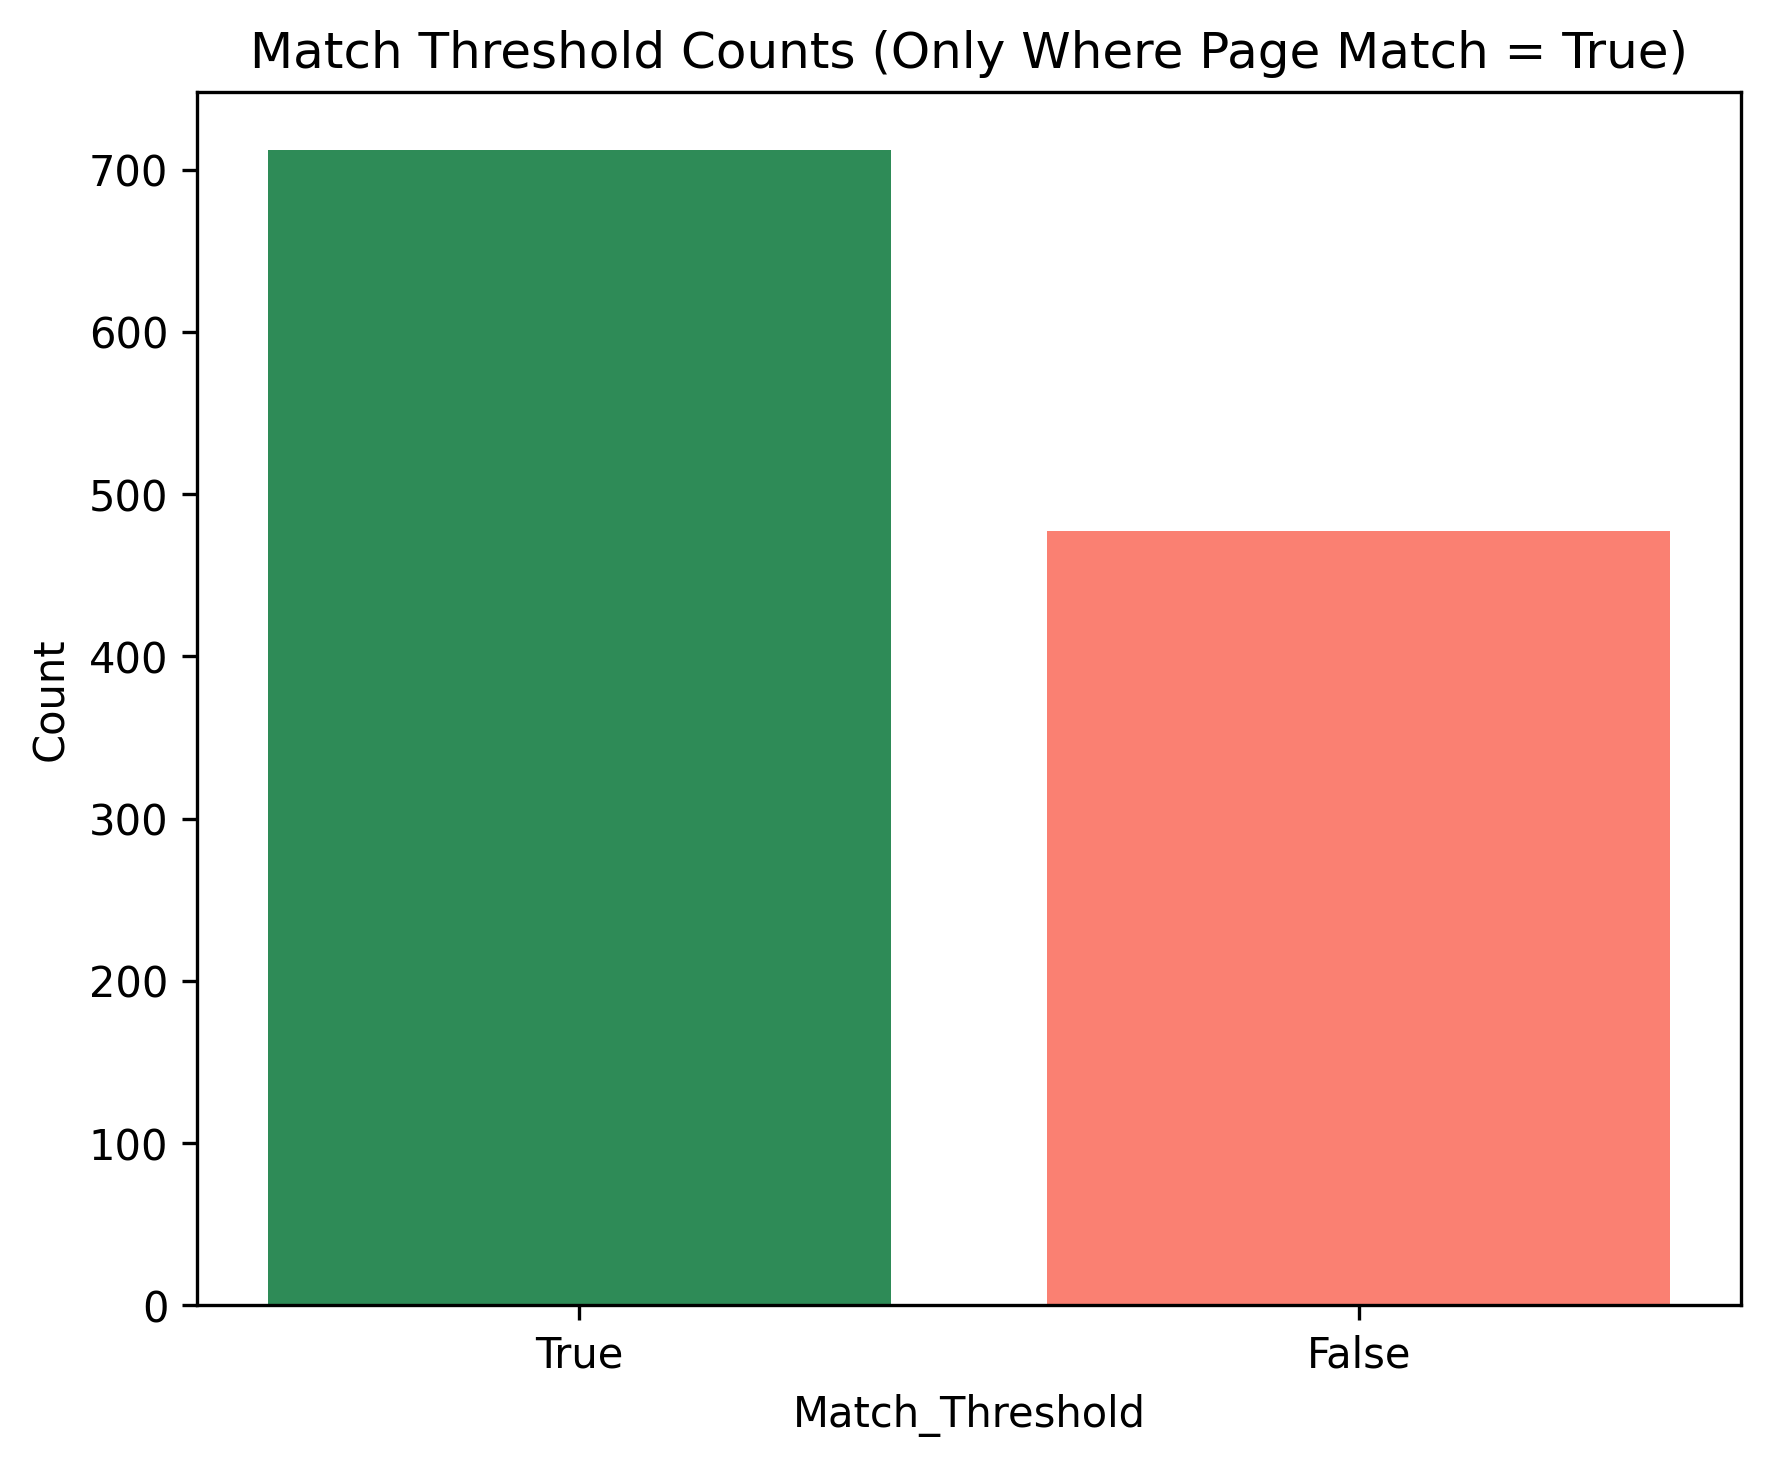 Match Threshold Counts (Only Where Page Match = True)
700
600
500
400
300
200
100
0
Count
True
False
Match_Threshold